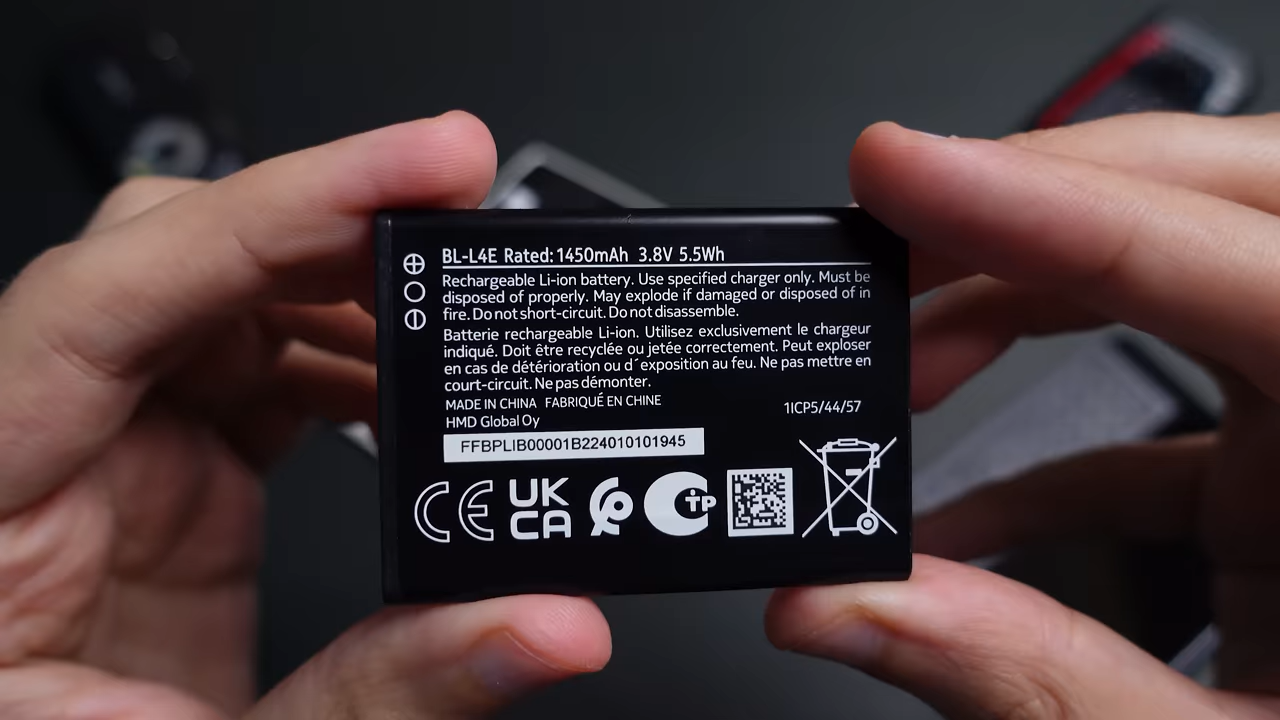 BL-L4E Rated: 1450mAh 3.8V 5.5Wh
Rechargeable Li-ion battery. Use specified charger only. Must be
disposed of properly. May explode if damaged or disposed of in
fire. Do not short-circuit. Do not disassemble.
Batterie rechargeable Li-ion. Utilisez exclusivement le chargeur
indiqué. Doit être recyclée ou jetée correctement. Peut exploser
en cas de détérioration ou d´exposition au feu. Ne pas mettre en
court-circuit. Ne pas démonter.
MADE IN CHINA FABRIQUÉ EN CHINE
1ICP5/44/57
HMD Global Oy
FFBPLIB00001B224010101945
CE
UK
CA